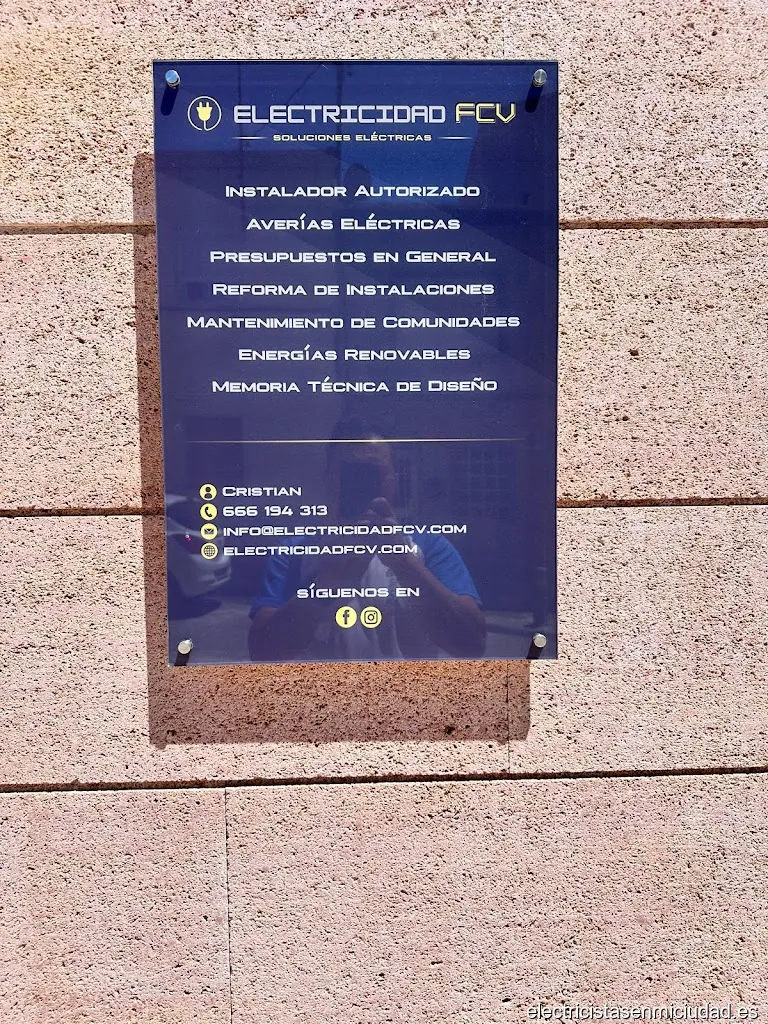 ELECTRICIDAD FCV
SOLUCIONES ELÉCTRICAS
INSTALADOR AUTORIZADO
AVERÍAS ELÉCTRICAS
PRESUPUESTOS EN GENERAL
REFORMA DE INSTALACIONES
MANTENIMIENTO DE COMUNIDADES
ENERGÍAS RENOVABLES
MEMORIA TÉCNICA DE DISEÑO
CRISTIAN
666 194 313
INFO@ELECTRICIDADFCV.COM
ELECTRICIDADFCV.COM
SÍGUENOS EN
electricistasenmiciudad.es